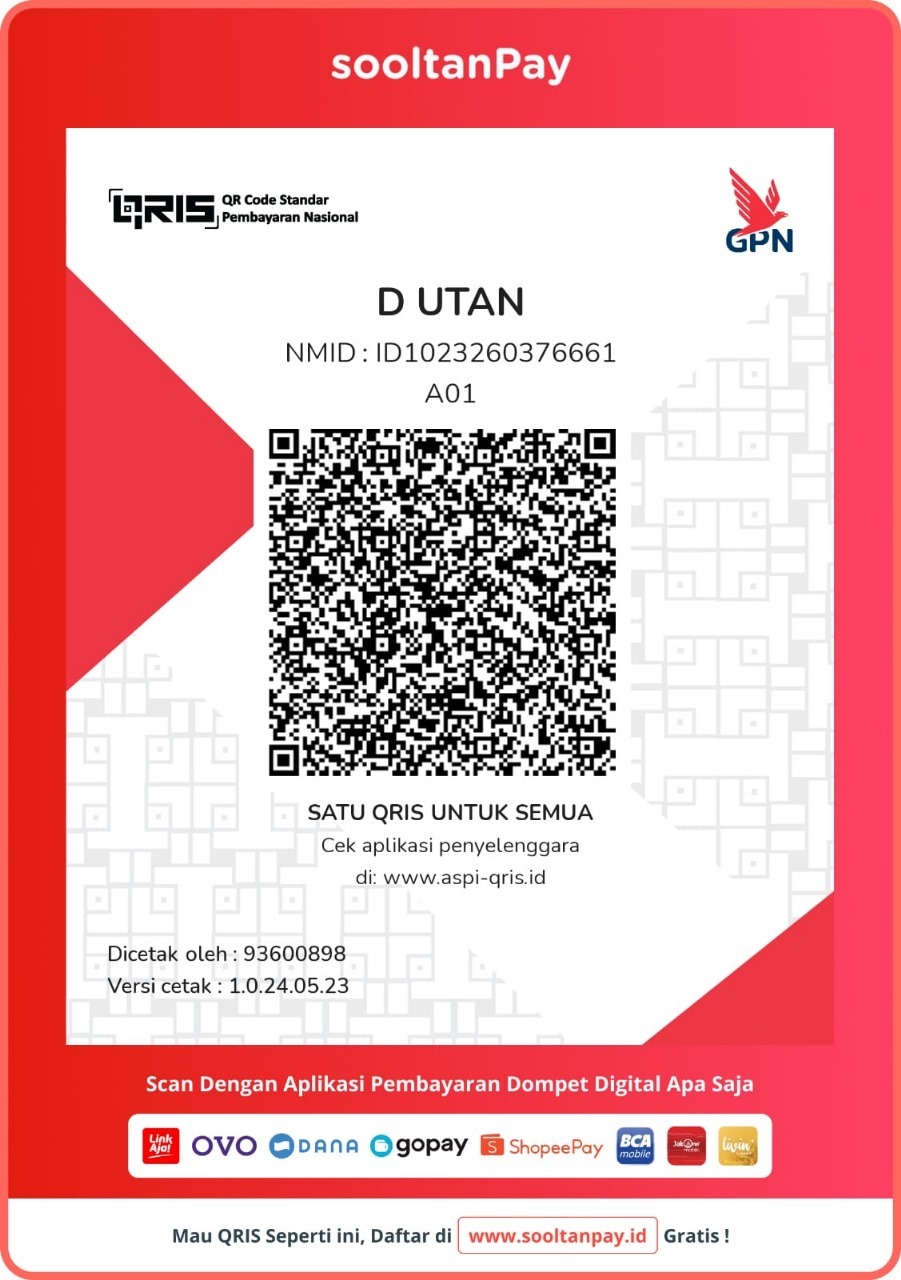 sooltanPay
QRIS QR Code Standar
Pembayaran Nasional
GPN
D UTAN
NMID : ID1023260376661
A01
SATU QRIS UNTUK SEMUA
Cek aplikasi penyelenggara
di: www.aspi-qris.id
Dicetak oleh : 93600898
Versi cetak : 1.0.24.05.23
Scan Dengan Aplikasi Pembayaran Dompet Digital Apa Saja
Link Aja! OVO DANA gopay S ShopeePay BCA mobile JakOne mobile livin'
Mau QRIS Seperti ini, Daftar di www.sooltanpay.id Gratis !